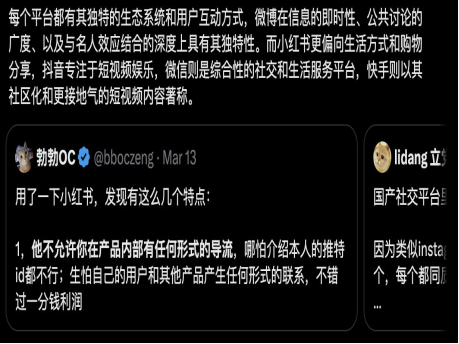 每个平台都有其独特的生态系统和用户互动方式，微博在信息的即时性、公共讨论的
广度、以及与名人效应结合的深度上具有其独特性。而小红书更偏向生活方式和购物
分享，抖音专注于短视频娱乐，微信则是综合性的社交和生活服务平台，快手则以其
社区化和更接地气的短视频内容著称。
勃勃OC @bboczeng · Mar 13
用了一下小红书，发现有这么几个特点：
1，他不允许你在产品内部有任何形式的导流，哪怕介绍本人的推特
id都不行；生怕自己的用户和其他产品产生任何形式的联系，不错
过一分钱利润
lidang 立
国产社交平台
因为类似insta
个，每个都同
...